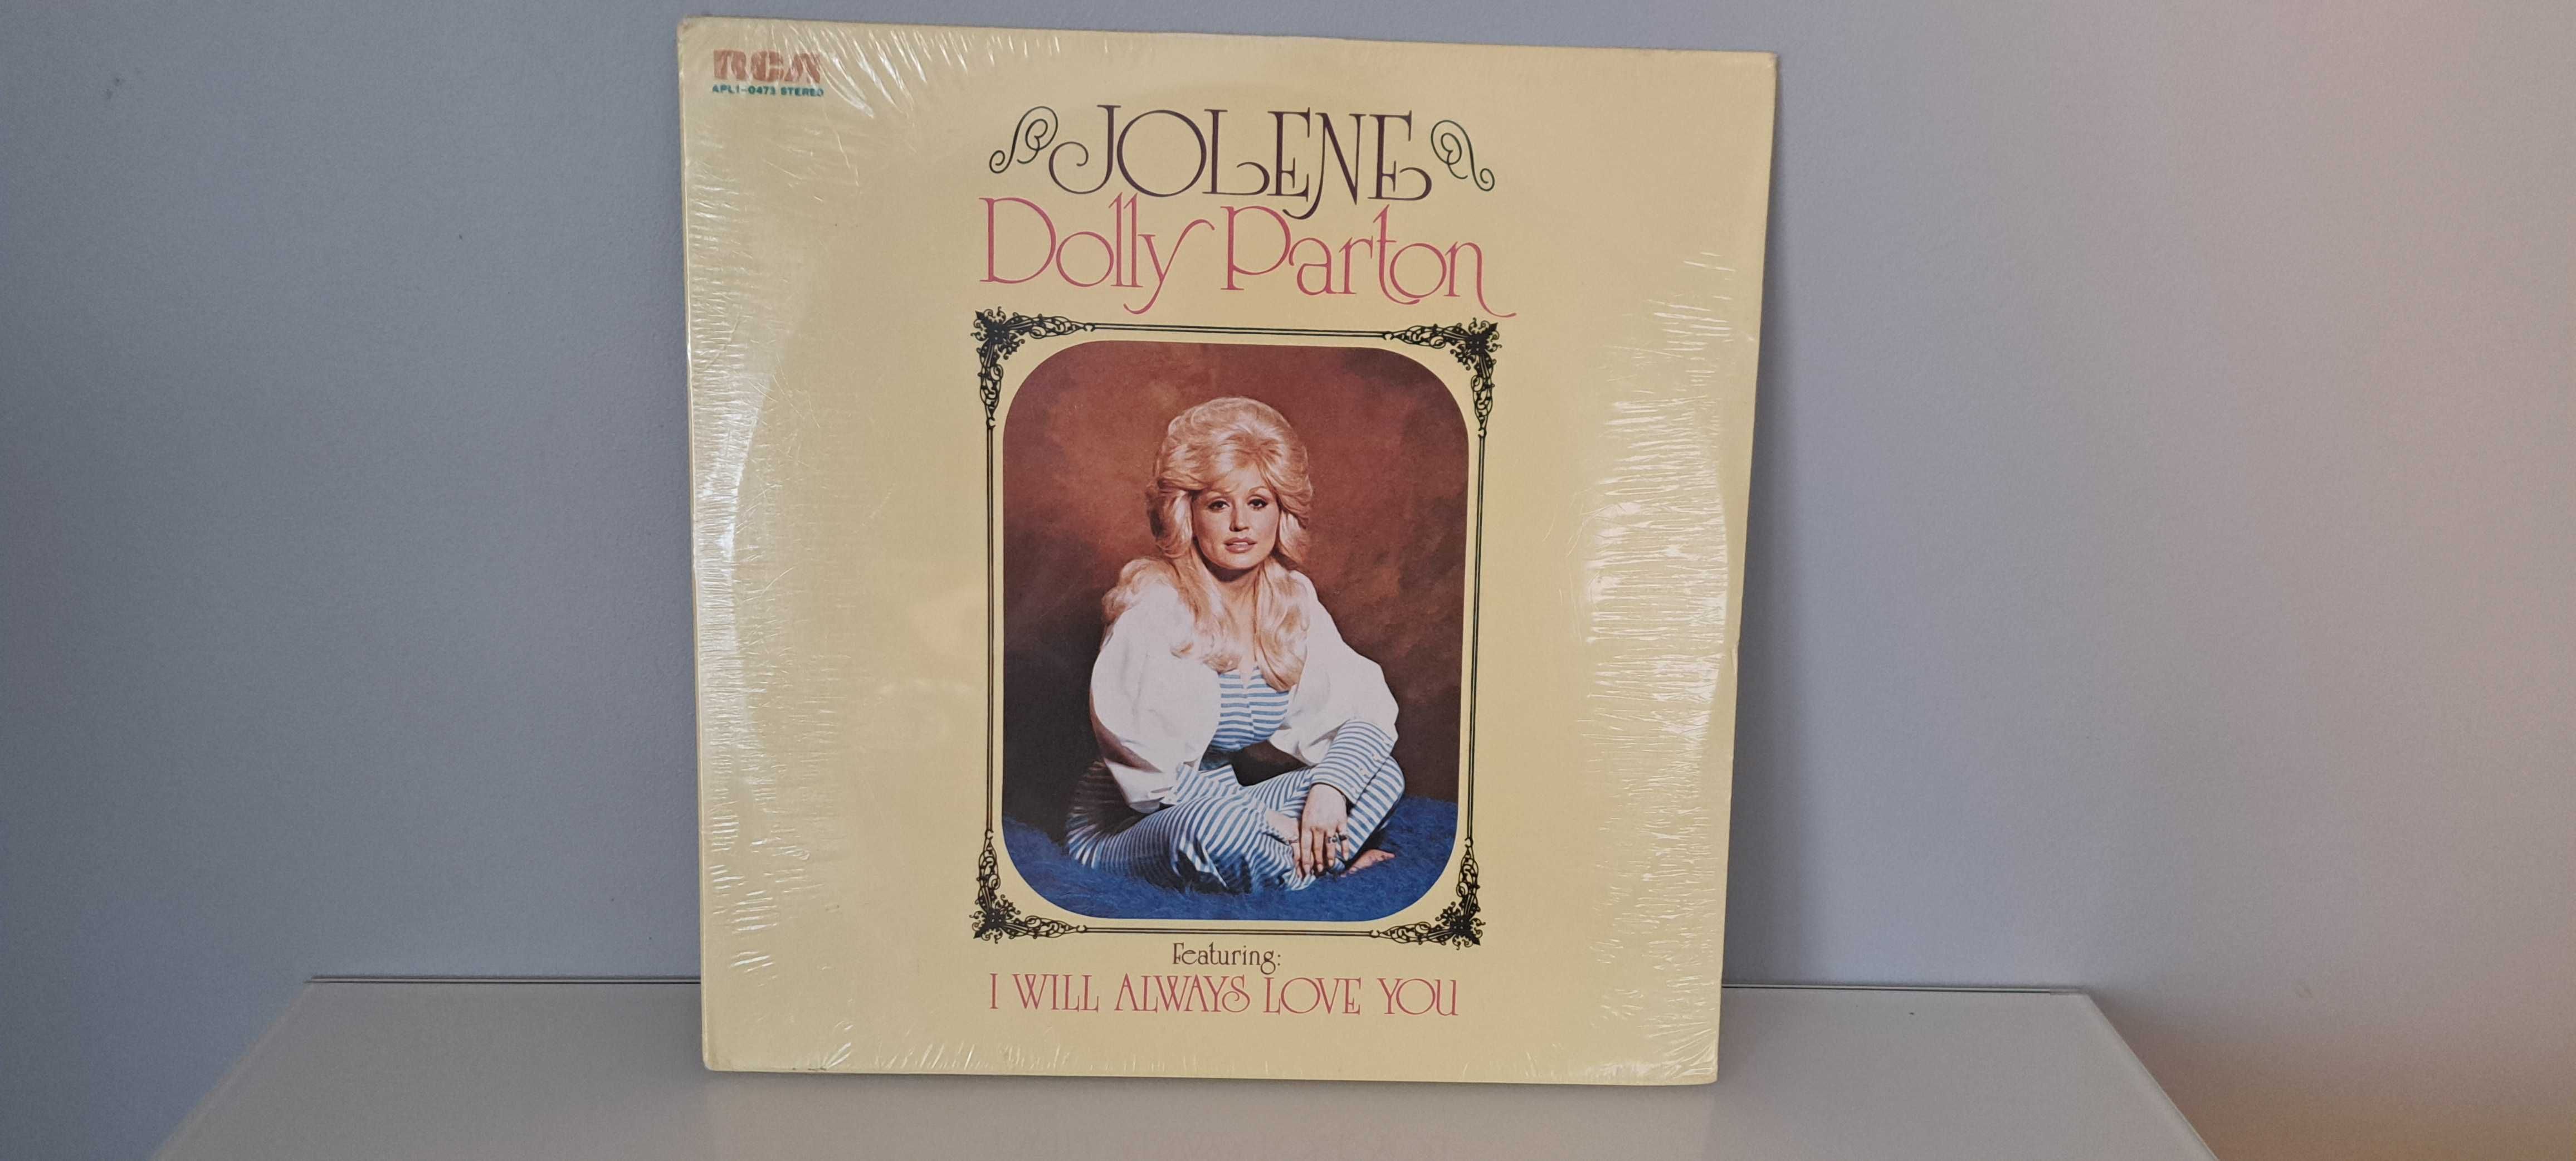 RCA
APL1-0473 STEREO
JOLENE
Dolly Parton
Featuring:
I WILL ALWAYS LOVE YOU